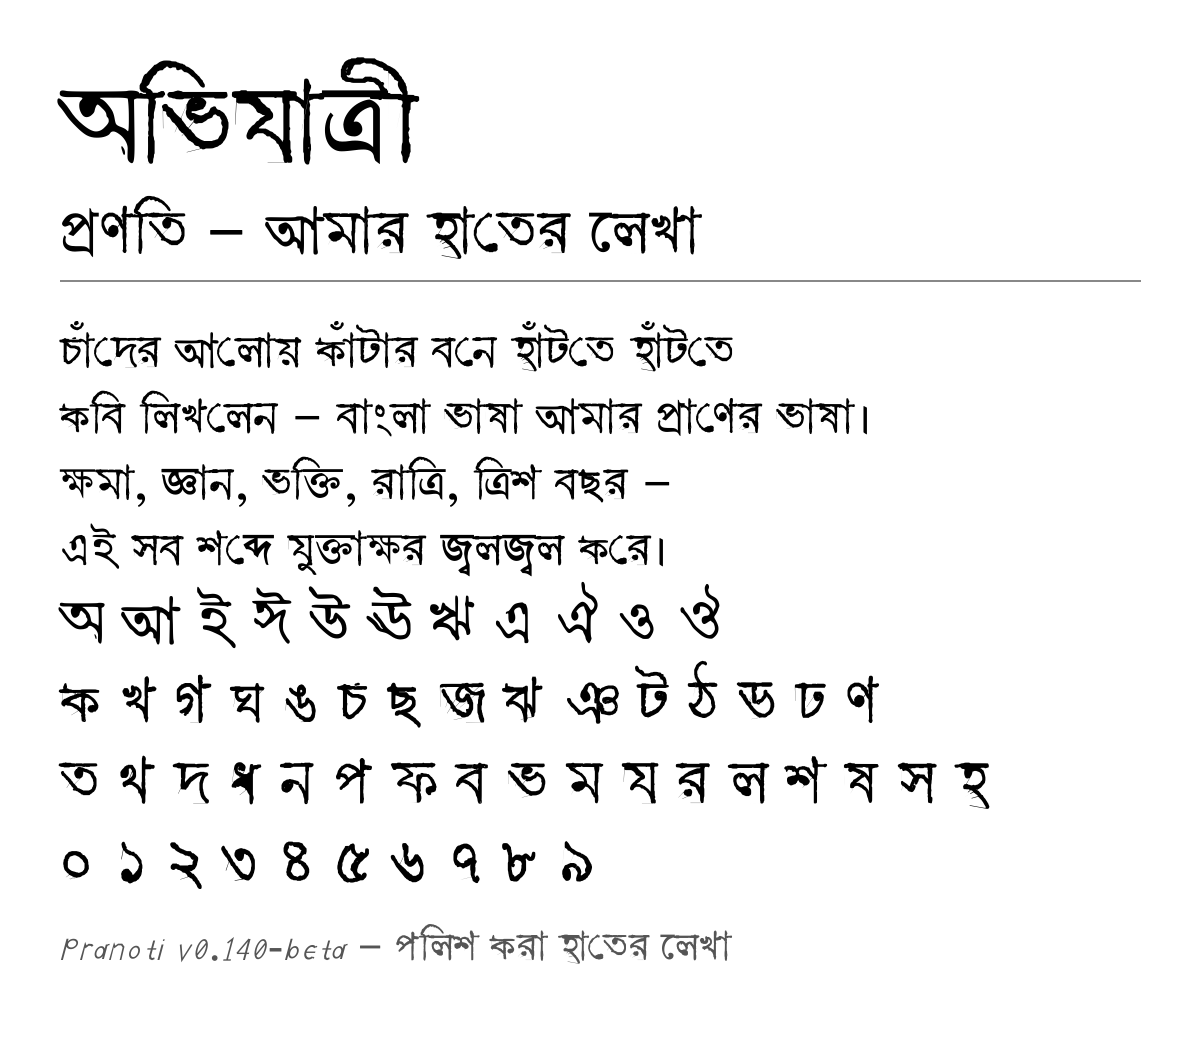 অভিযাত্রী
প্রণতি – আমার হাতের লেখা
চাঁদের আলোয় কাঁটার বনে হাঁটতে হাঁটতে
কবি লিখলেন – বাংলা ভাষা আমার প্রাণের ভাষা।
ক্ষমা, জ্ঞান, ভক্তি, রাত্রি, ত্রিশ বছর –
এই সব শব্দে যুক্তাক্ষর জ্বলজ্বল করে।
অ আ ই ঈ উ ঊ ঋ এ ঐ ও ঔ
ক খ গ ঘ ঙ চ ছ জ ঝ ঞ ট ঠ ড ঢ ণ
ত থ দ ধ ন প ফ ব ভ ম য র ল শ ষ স হ
০ ১ ২ ৩ ৪ ৫ ৬ ৭ ৮ ৯
Pranoti v0.140-beta – পলিশ করা হাতের লেখা